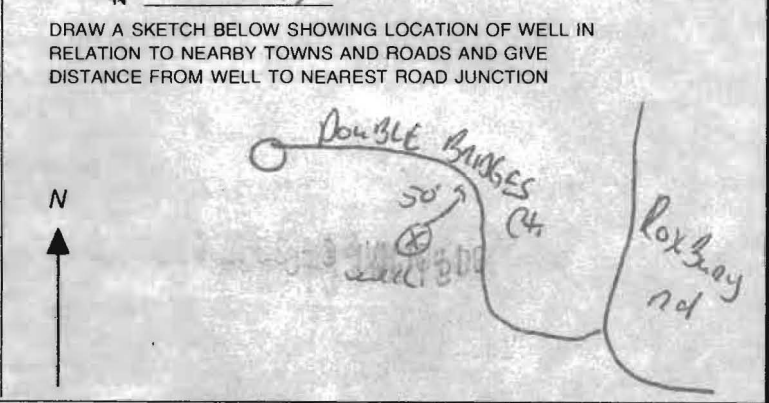 DRAW A SKETCH BELOW SHOWING LOCATION OF WELL IN
RELATION TO NEARBY TOWNS AND ROADS AND GIVE
DISTANCE FROM WELL TO NEAREST ROAD JUNCTION
DOUBLE BRIDGES
Ct.
50'
N
X
well
Roxbury
rd